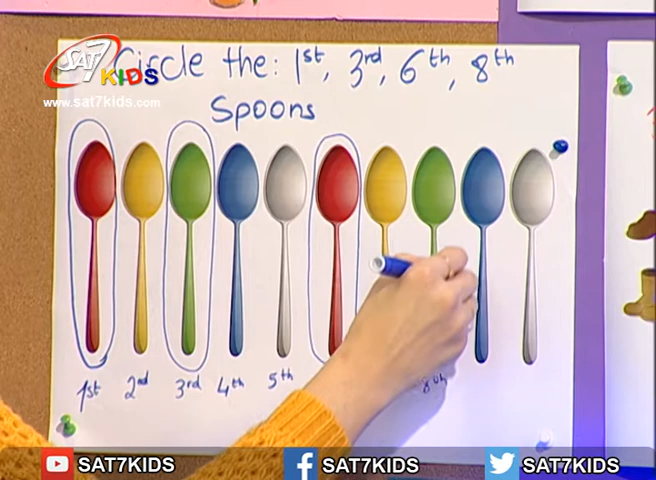 SAT7 KIDS
www.sat7kids.com
Circle the: 1st, 3rd, 6th, 8th
Spoons
1st 2nd 3rd 4th 5th 8th
SAT7KIDS SAT7KIDS SAT7KIDS